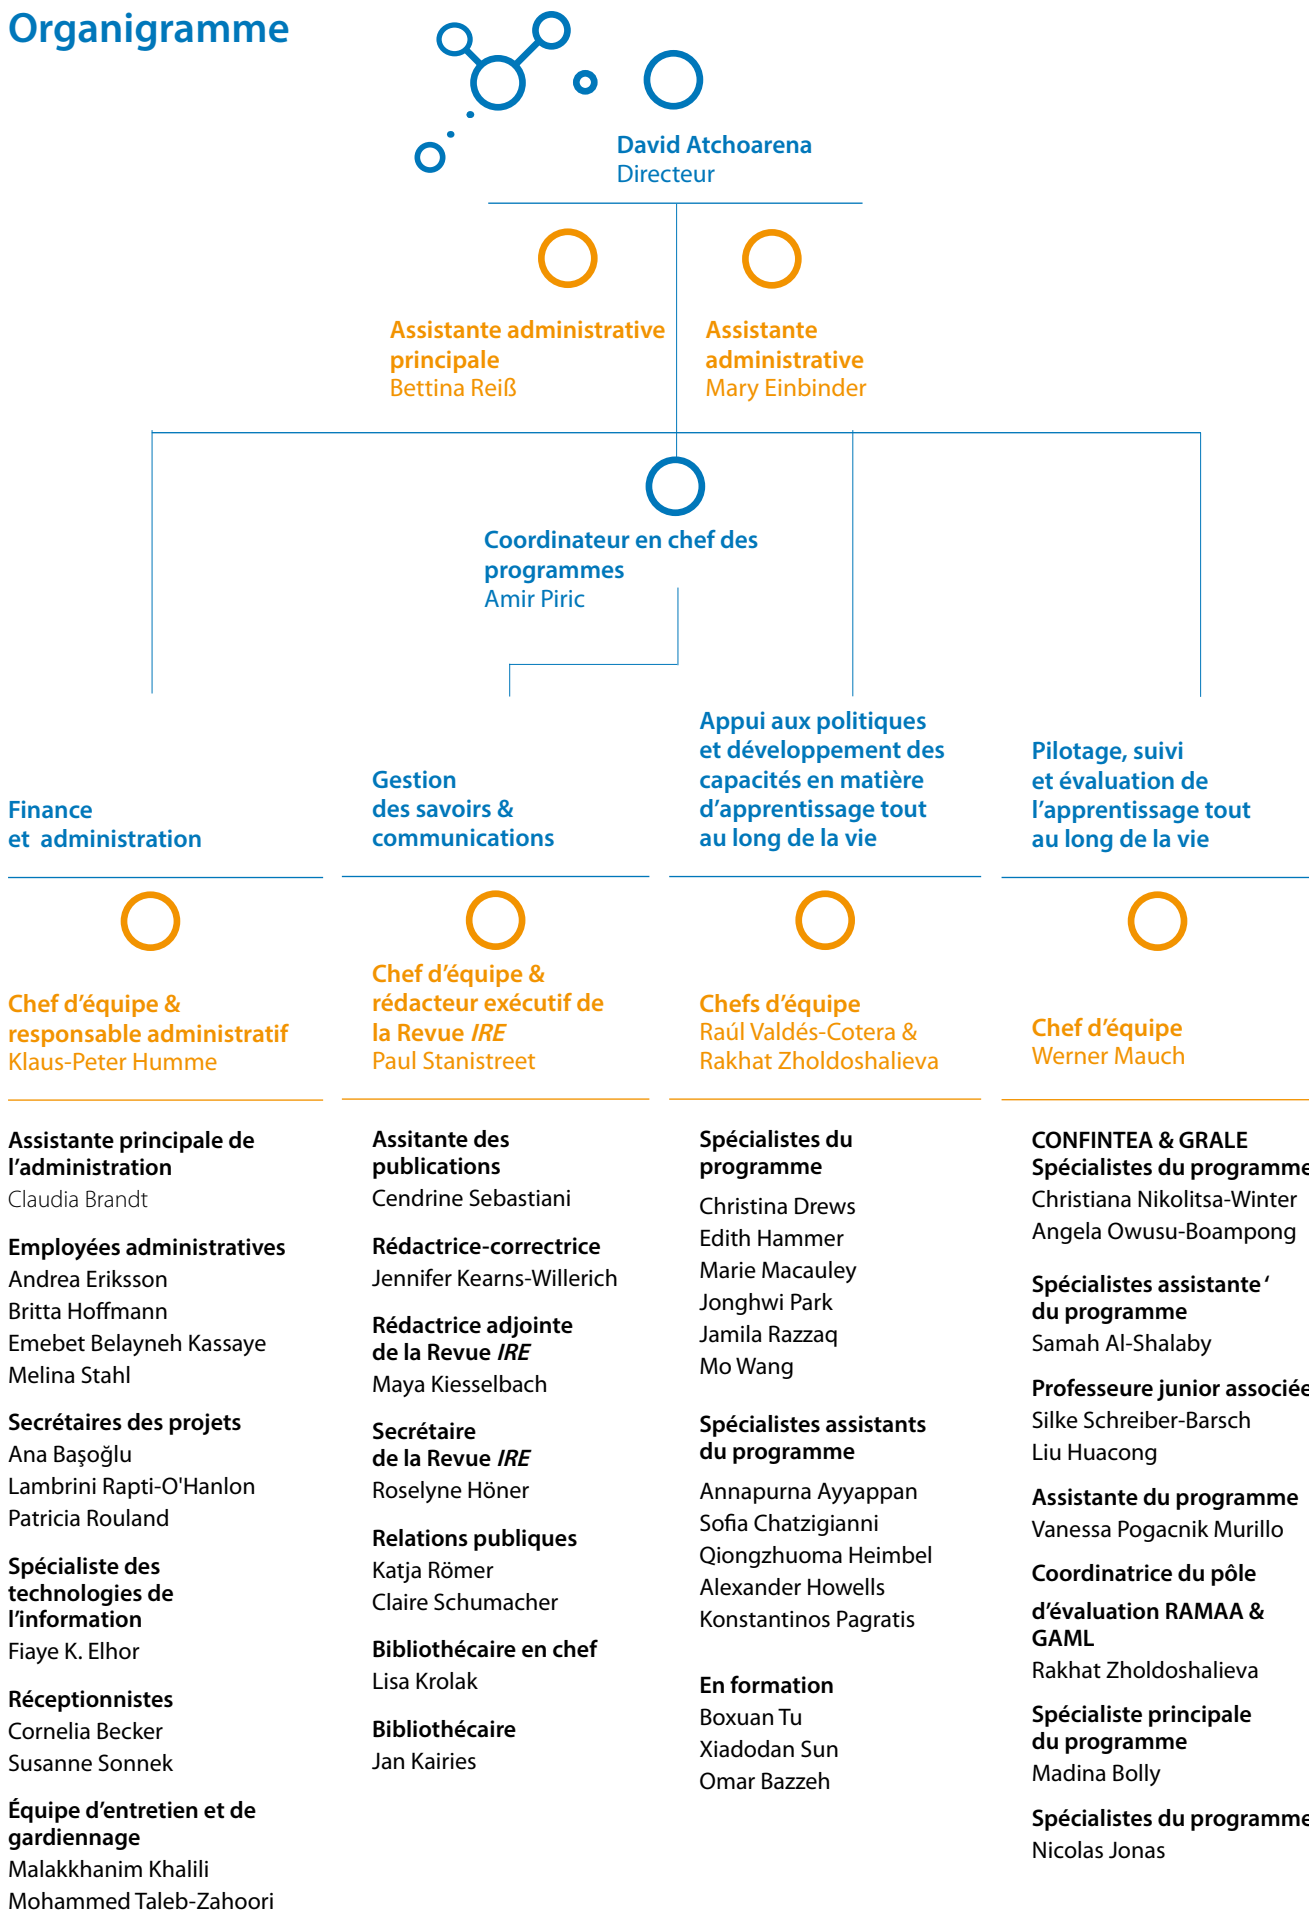 Organigramme
David Atchoarena
Directeur
Assistante administrative
principale
Bettina Reiß
Assistante
administrative
Mary Einbinder
Coordinateur en chef des
programmes
Amir Piric
Finance
et administration
Chef d’équipe &
responsable administratif
Klaus-Peter Humme
Assistante principale de
l’administration
Claudia Brandt
Employées administratives
Andrea Eriksson
Britta Hoffmann
Emebet Belayneh Kassaye
Melina Stahl
Secrétaires des projets
Ana Başoğlu
Lambrini Rapti-O'Hanlon
Patricia Rouland
Spécialiste des
technologies de
l’information
Fiaye K. Elhor
Réceptionnistes
Cornelia Becker
Susanne Sonnek
Équipe d’entretien et de
gardiennage
Malakkhanim Khalili
Mohammed Taleb-Zahoori
Gestion
des savoirs &
communications
Chef d’équipe &
rédacteur exécutif de
la Revue IRE
Paul Stanistreet
Assitante des
publications
Cendrine Sebastiani
Rédactrice-correctrice
Jennifer Kearns-Willerich
Rédactrice adjointe
de la Revue IRE
Maya Kiesselbach
Secrétaire
de la Revue IRE
Roselyne Höner
Relations publiques
Katja Römer
Claire Schumacher
Bibliothécaire en chef
Lisa Krolak
Bibliothécaire
Jan Kairies
Appui aux politiques
et développement des
capacités en matière
d’apprentissage tout
au long de la vie
Chefs d’équipe
Raúl Valdés-Cotera &
Rakhat Zholdoshalieva
Spécialistes du
programme
Christina Drews
Edith Hammer
Marie Macauley
Jonghwi Park
Jamila Razzaq
Mo Wang
Spécialistes assistants
du programme
Annapurna Ayyappan
Sofia Chatzigianni
Qiongzhuoma Heimbel
Alexander Howells
Konstantinos Pagratis
En formation
Boxuan Tu
Xiadodan Sun
Omar Bazzeh
Pilotage, suivi
et évaluation de
l’apprentissage tout
au long de la vie
Chef d’équipe
Werner Mauch
CONFINTEA & GRALE
Spécialistes du programme
Christiana Nikolitsa-Winter
Angela Owusu-Boampong
Spécialistes assistante‘
du programme
Samah Al-Shalaby
Professeure junior associée
Silke Schreiber-Barsch
Liu Huacong
Assistante du programme
Vanessa Pogacnik Murillo
Coordinatrice du pôle
d’évaluation RAMAA &
GAML
Rakhat Zholdoshalieva
Spécialiste principale
du programme
Madina Bolly
Spécialistes du programme
Nicolas Jonas